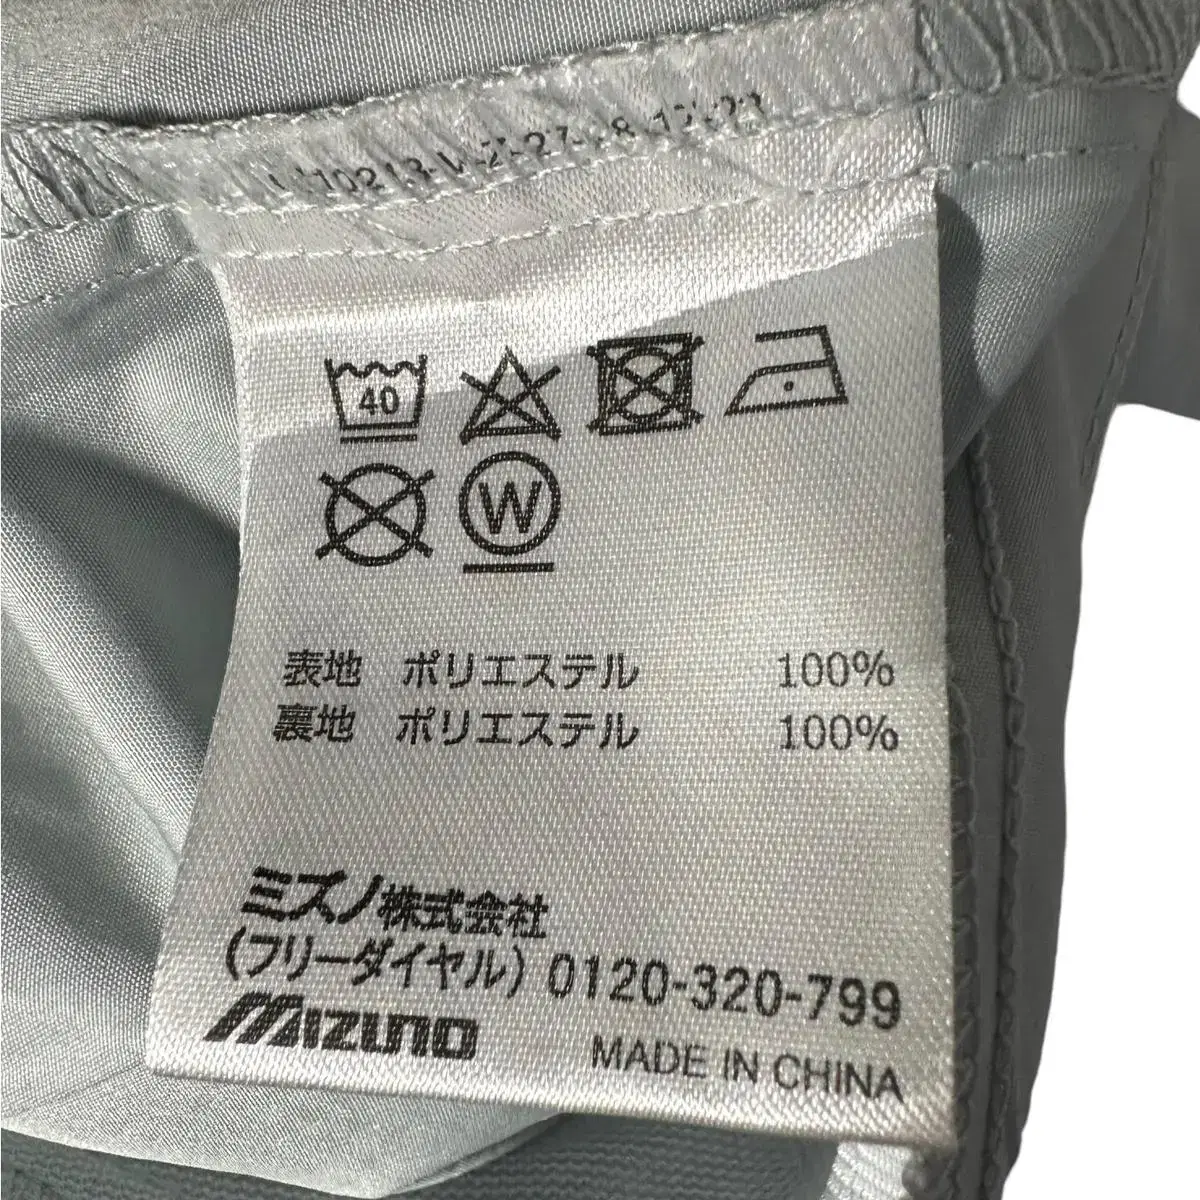 40
W
表地 ポリエステル 100%
裏地 ポリエステル 100%
ミズノ株式会社
(フリーダイヤル) 0120-320-799
MIZUNO
MADE IN CHINA